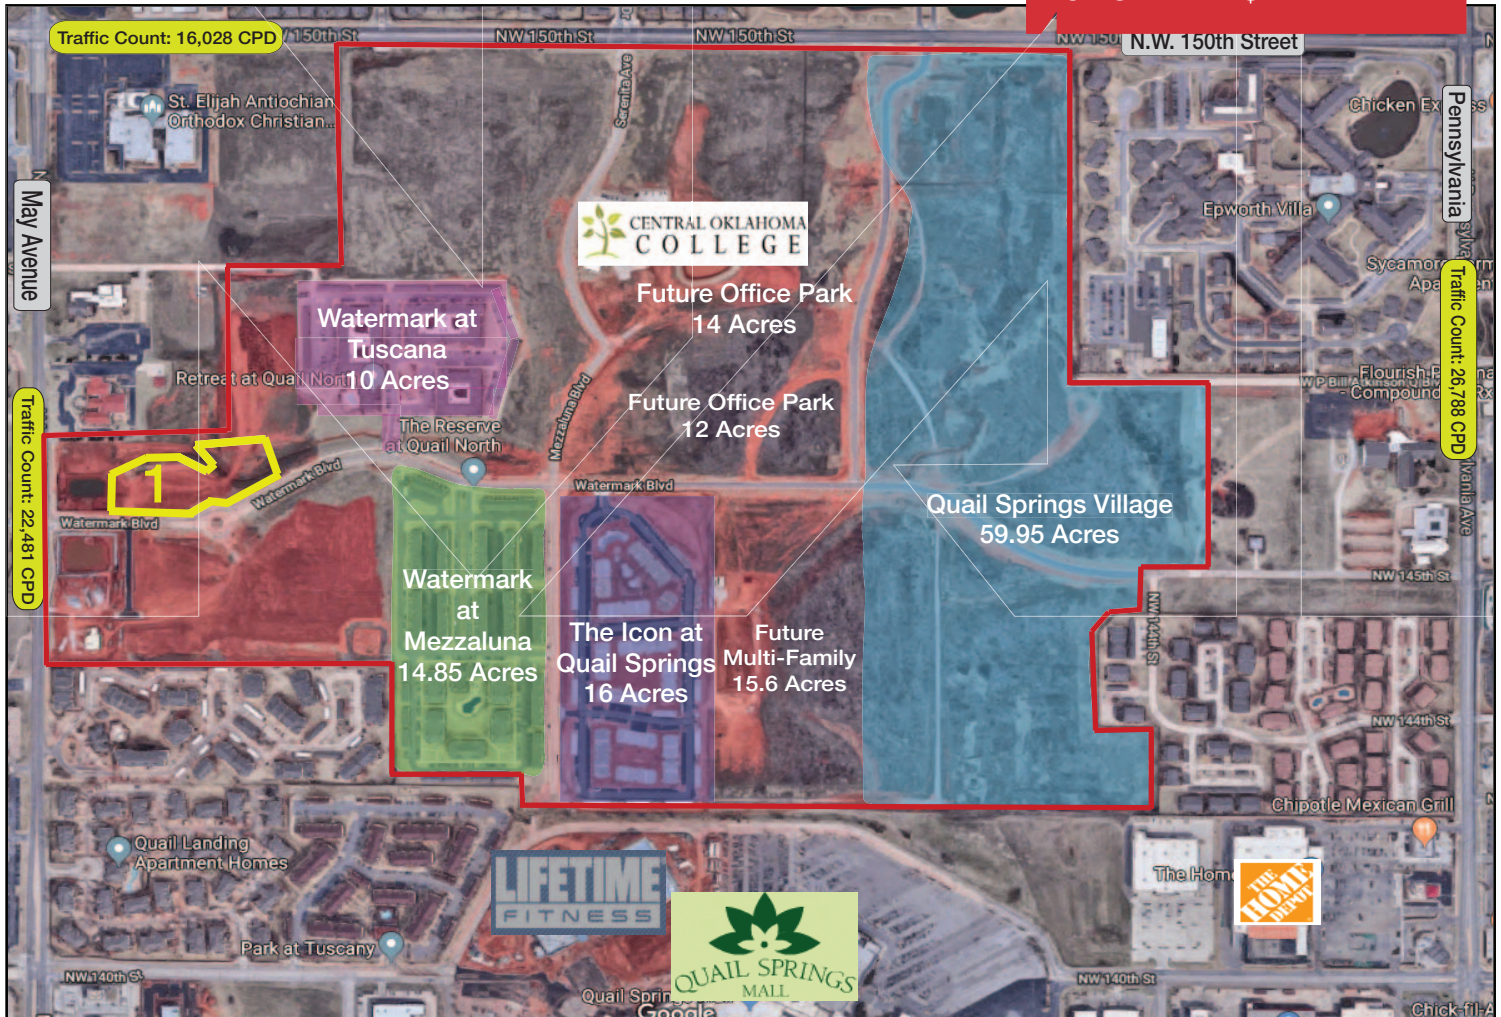 Traffic Count: 16,028 CPD
150th St
NW 150th St
NW 150th St
NW 150
N.W. 150th Street
St. Elijah Antiochian
Orthodox Christian...
Serenita Ave
Chicken Ex
ss
Pennsylvania
May Avenue
CENTRAL OKLAHOMA
COLLEGE
Epworth Villa
Sycamore
Future Office Park
14 Acres
Watermark at
Tuscana
10 Acres
Retreat at Quail North
Traffic Count: 26,788 CPD
Flourish
Compound
Rx
Mezzaluna Blvd
Future Office Park
12 Acres
The Reserve
at Quail North
Traffic Count: 22,481 CPD
1
Watermark Blvd
Watermark Blvd
Watermark Blvd
Quail Springs Village
59.95 Acres
NW 145th St
NW 144th St
Watermark
at
Mezzaluna
14.85 Acres
The Icon at
Quail Springs
16 Acres
Future
Multi-Family
15.6 Acres
NW 144th St
Chipotle Mexican Grill
Quail Landing
Apartment Homes
LIFETIME
FITNESS
The Hom
THE
HOME
DEPOT
Park at Tuscany
QUAIL SPRINGS
MALL
NW 140th St
NW 140th St
Quail Sprin
Google
Chick-fil-A